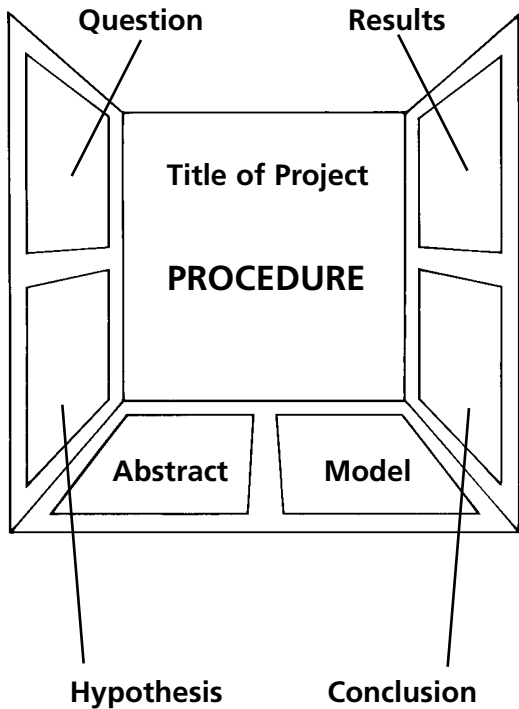 Question Results
Title of Project
PROCEDURE
Abstract Model
Hypothesis Conclusion